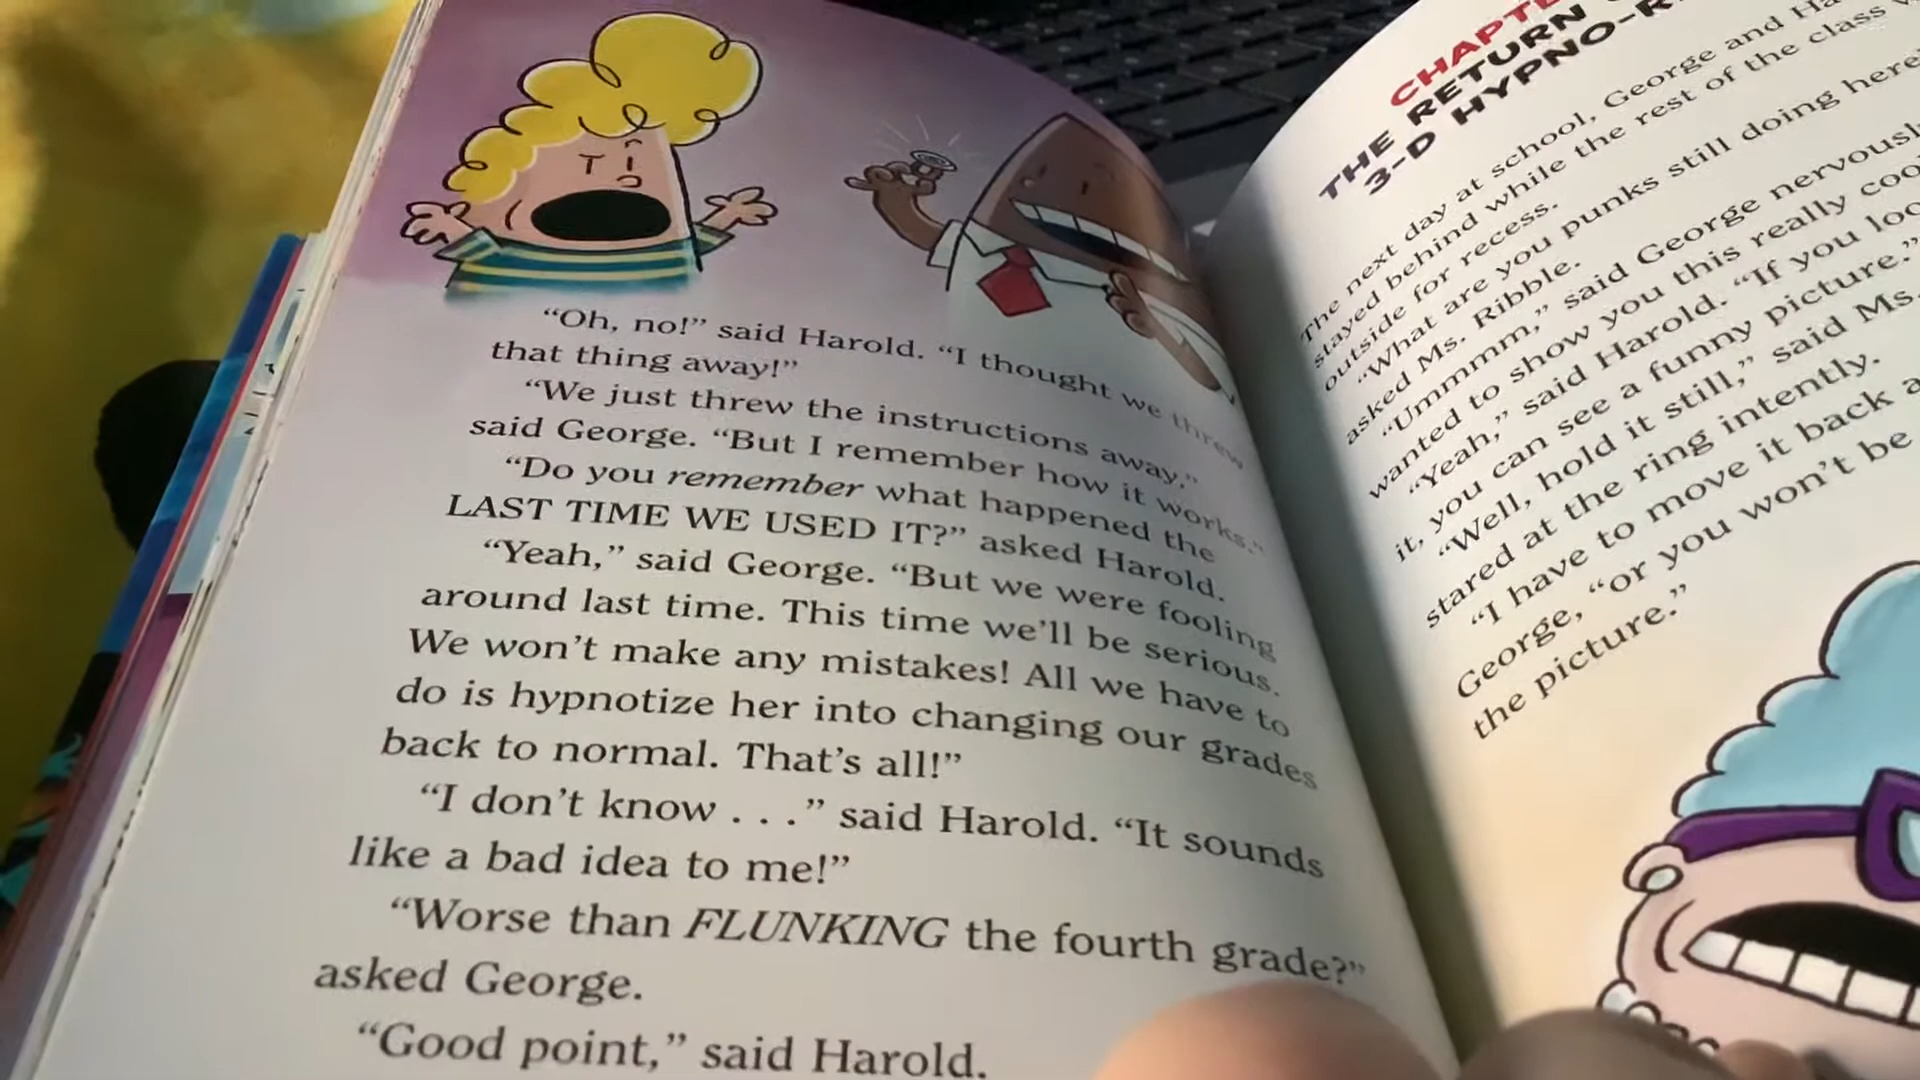 “Oh, no!” said Harold. “I thought we threw
that thing away!”
“We just threw the instructions away,”
said George. “But I remember how it works.”
“Do you remember what happened the
LAST TIME WE USED IT?” asked Harold.
“Yeah,” said George. “But we were fooling
around last time. This time we’ll be serious.
We won’t make any mistakes! All we have to
do is hypnotize her into changing our grades
back to normal. That’s all!”
“I don’t know . . .” said Harold. “It sounds
like a bad idea to me!”
“Worse than FLUNKING the fourth grade?”
asked George.
“Good point,” said Harold.
CHAPTE
THE RETURN
3-D HYPNO-R
The next day at school, George and Ha
stayed behind while the rest of the class
outside for recess.
“What are you punks still doing here
asked Ms. Ribble.
“Ummmm,” said George nervousl
wanted to show you this really coo
“Yeah,” said Harold. “If you loo
it, you can see a funny picture.”
“Well, hold it still,” said Ms.
stared at the ring intently.
“I have to move it back a
George, “or you won’t be
the picture.”